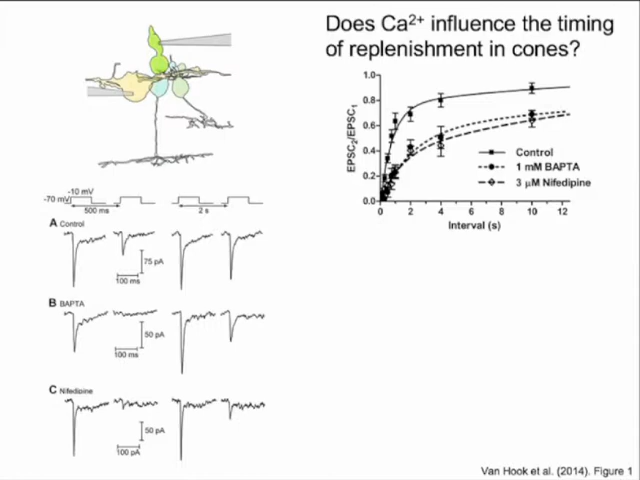 Does Ca2+ influence the timing
of replenishment in cones?
1.0
0.8
0.6
0.4
0.2
0.0
EPSC2/EPSC1
Control
1 mM BAPTA
3 µM Nifedipine
0 2 4 6 8 10 12
Interval (s)
-10 mV
-70 mV
500 ms
2 s
A Control
75 pA
100 ms
B BAPTA
50 pA
100 ms
C Nifedipine
50 pA
100 pA
Van Hook et al. (2014). Figure 1